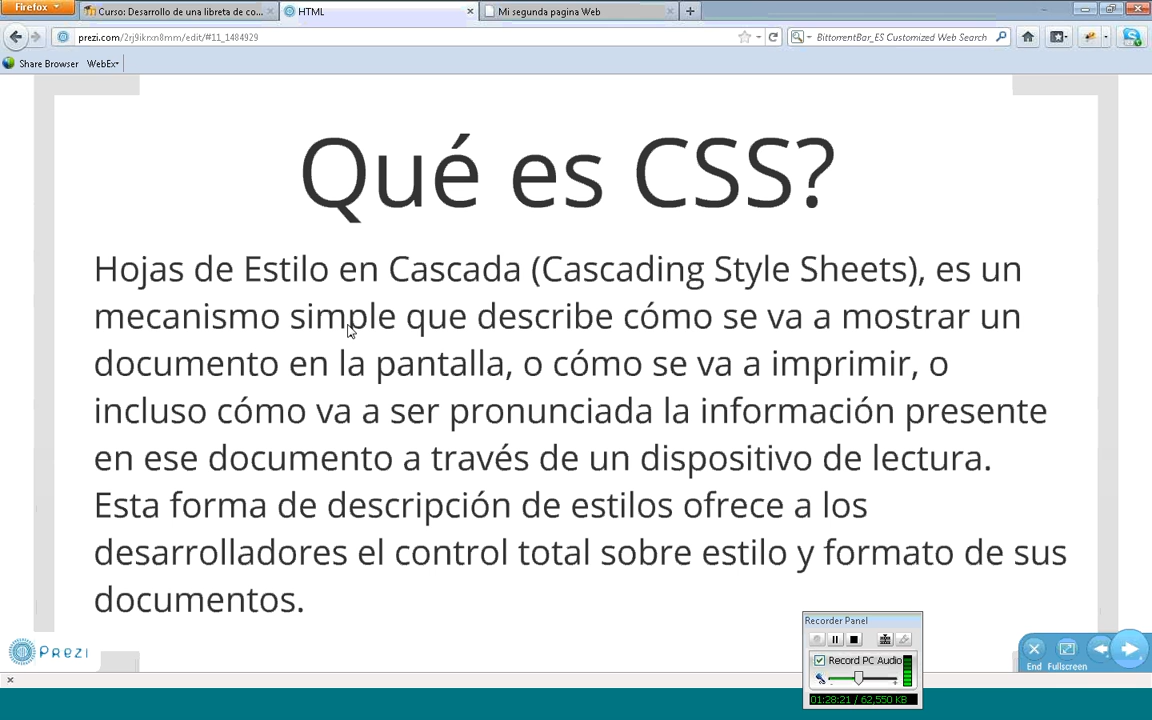 Firefox
Curso: Desarrollo de una libreta de co...
HTML
Mi segunda pagina Web
prezi.com/2rj9iknxn8mm/edit/#11_1484929
BittorrentBar_ES Customized Web Search
Share Browser
WebEx
Qué es CSS?
Hojas de Estilo en Cascada (Cascading Style Sheets), es un
mecanismo simple que describe cómo se va a mostrar un
documento en la pantalla, o cómo se va a imprimir, o
incluso cómo va a ser pronunciada la información presente
en ese documento a través de un dispositivo de lectura.
Esta forma de descripción de estilos ofrece a los
desarrolladores el control total sobre estilo y formato de sus
documentos.
Recorder Panel
Record PC Audio
01:28:21 / 62,550 KB
Prezi
End Fullscreen